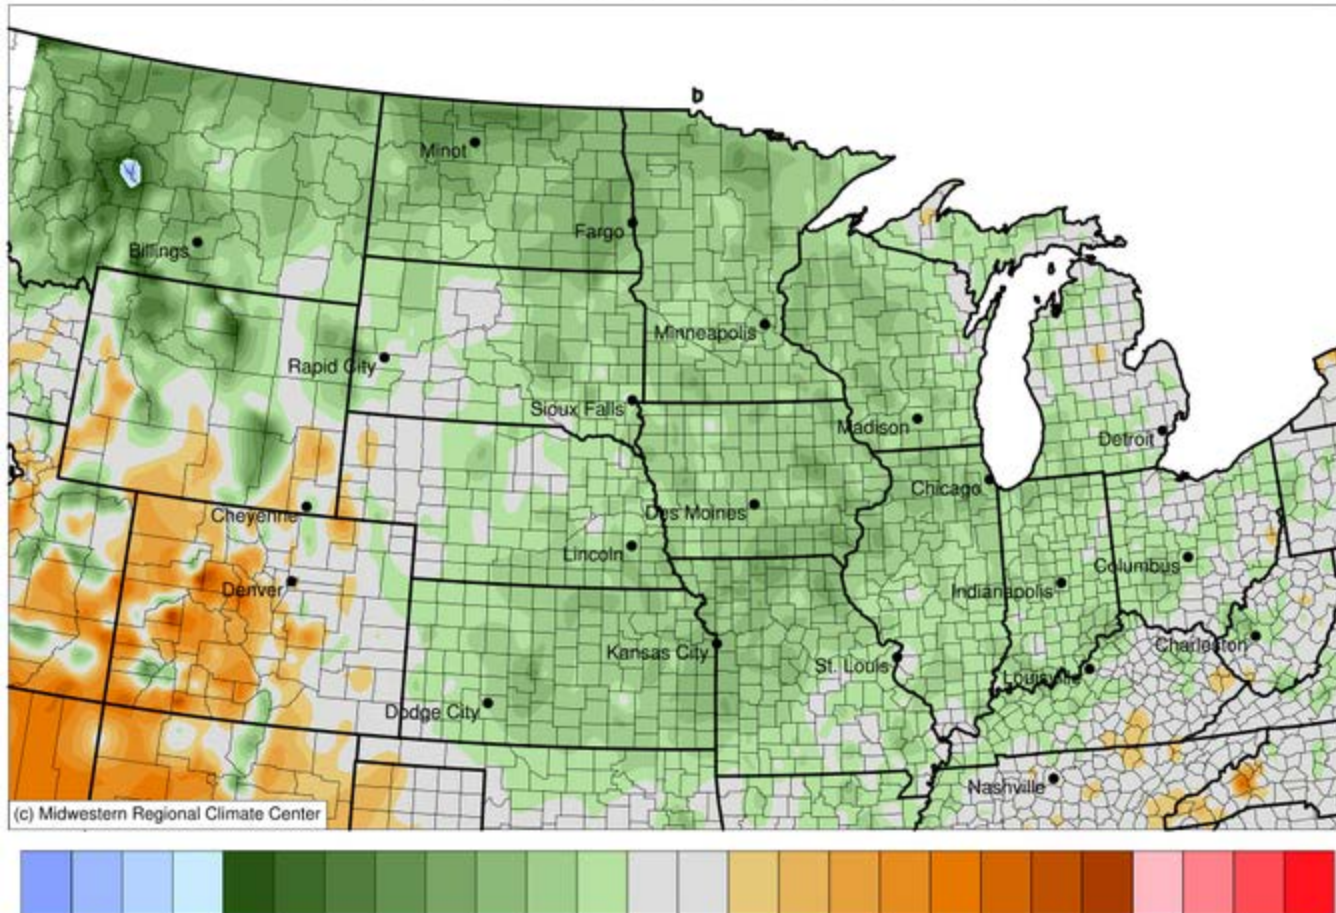 Minot
Fargo
Billings
Minneapolis
Rapid City
Sioux Falls
Madison
Detroit
Chicago
Des Moines
Cheyenne
Lincoln
Columbus
Denver
Indianapolis
Kansas City
Charleston
St. Louis
Louisville
Dodge City
Nashville
(c) Midwestern Regional Climate Center